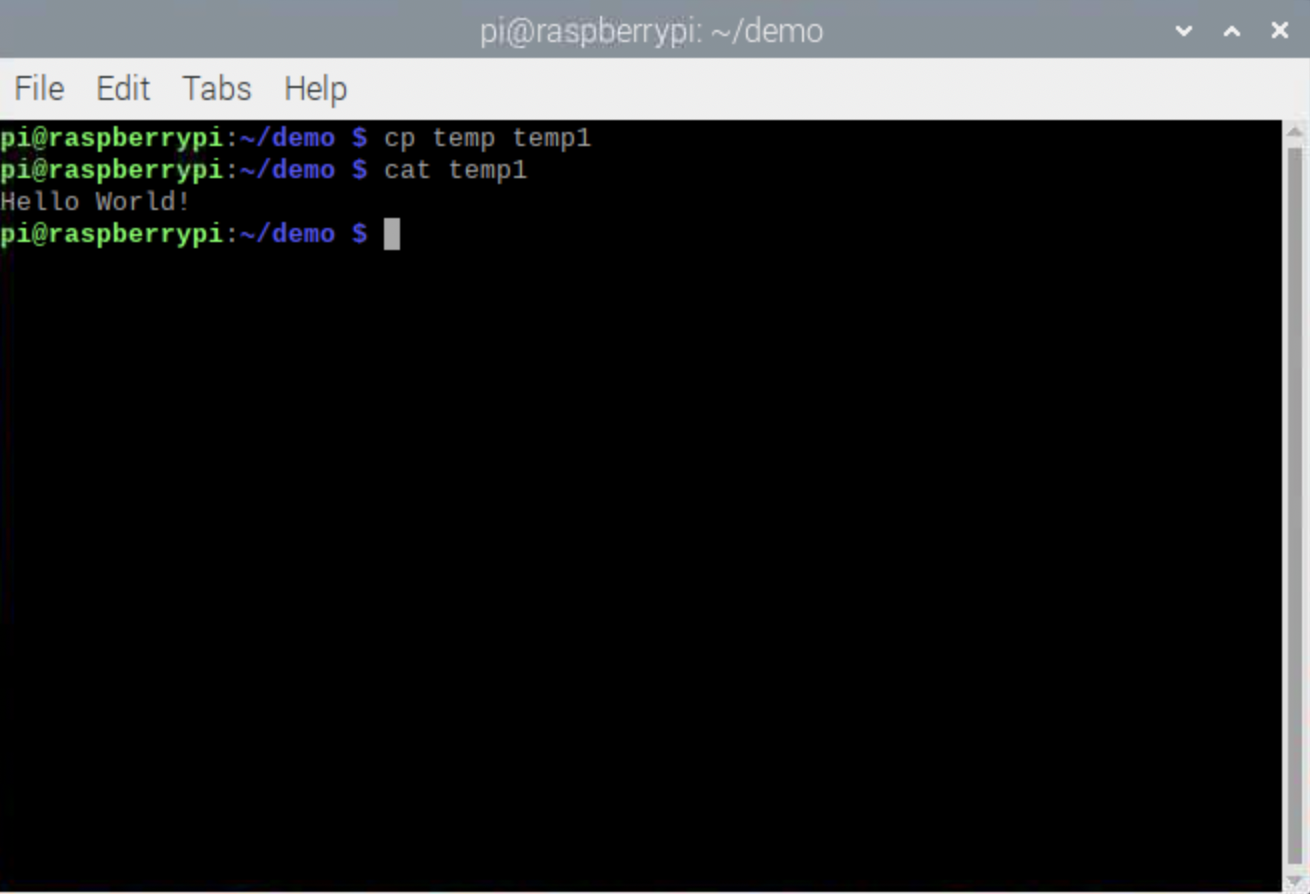 pi@raspberrypi: ~/demo
File Edit Tabs Help
pi@raspberrypi:~/demo $ cp temp temp1
pi@raspberrypi:~/demo $ cat temp1
Hello World!
pi@raspberrypi:~/demo $